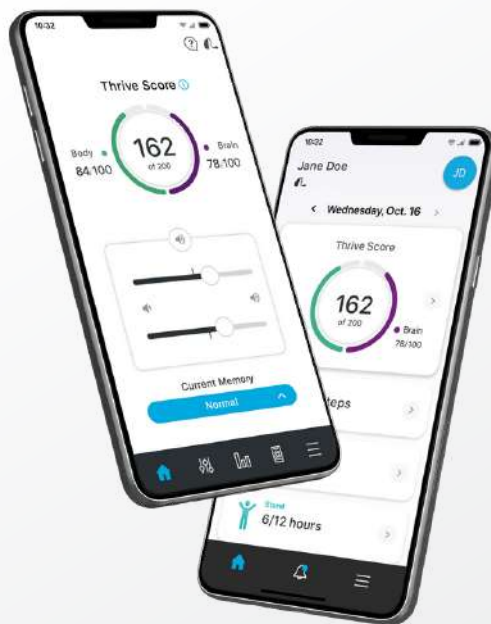 10:32
Thrive Score
Body
84:100
162
of 200
Brain
78:100
Current Memory
Normal
10:32
Jane Doe
JD
Wednesday, Oct. 16
Thrive Score
162
of 200
Brain
78/100
Stand
6/12 hours